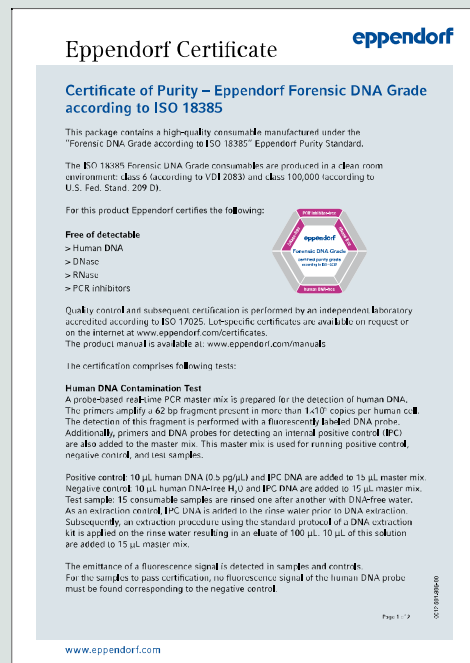 Eppendorf Certificate
eppendorf
Certificate of Purity – Eppendorf Forensic DNA Grade
according to ISO 18385
This package contains a high-quality consumable manufactured under the
"Forensic DNA Grade according to ISO 18385" Eppendorf Purity Standard.
The ISO 18385 Forensic DNA Grade consumables are produced in a clean room
environment: class 6 (according to VDI 2083) and class 100,000 (according to
U.S. Fed. Stand. 209 D).
For this product Eppendorf certifies the following:
Free of detectable
> Human DNA
> DNase
> RNase
> PCR inhibitors
PCR inhibitor-free
eppendorf
Forensic DNA Grade
certified purity grade
according to ISO 18385
Human DNA-free
Quality control and subsequent certification is performed by an independent laboratory
accredited according to ISO 17025. Lot-specific certificates are available on request or
on the internet at www.eppendorf.com/certificates.
The product manual is available at: www.eppendorf.com/manuals
The certification comprises following tests:
Human DNA Contamination Test
A probe-based real-time PCR master mix is prepared for the detection of human DNA.
The primers amplify a 62 bp fragment present in more than copies per human cell.
The detection of this fragment is performed with a fluorescently labeled DNA probe.
Additionally, primers and DNA probes for detecting an internal positive control (IPC)
are also added to the master mix. This master mix is used for running positive control,
negative control, and test samples.
Positive control: 10 µL human DNA (0.5 pg/µL) and IPC DNA are added to 15 µL master mix.
Negative control: 10 µL human DNA-free H₂O and IPC DNA are added to 15 µL master mix.
Test sample: 15 consumable samples are rinsed one after another with DNA-free water.
As an extraction control, IPC DNA is added to the rinse water prior to DNA extraction.
Subsequently, an extraction procedure using the standard protocol of a DNA extraction
kit is applied on the rinse water resulting in an eluate of 100 µL. 10 µL of this solution
are added to 15 µL master mix.
The emittance of a fluorescence signal is detected in samples and controls.
For the samples to pass certification, no fluorescence signal of the human DNA probe
must be found corresponding to the negative control.
Page 1 of 2
www.eppendorf.com